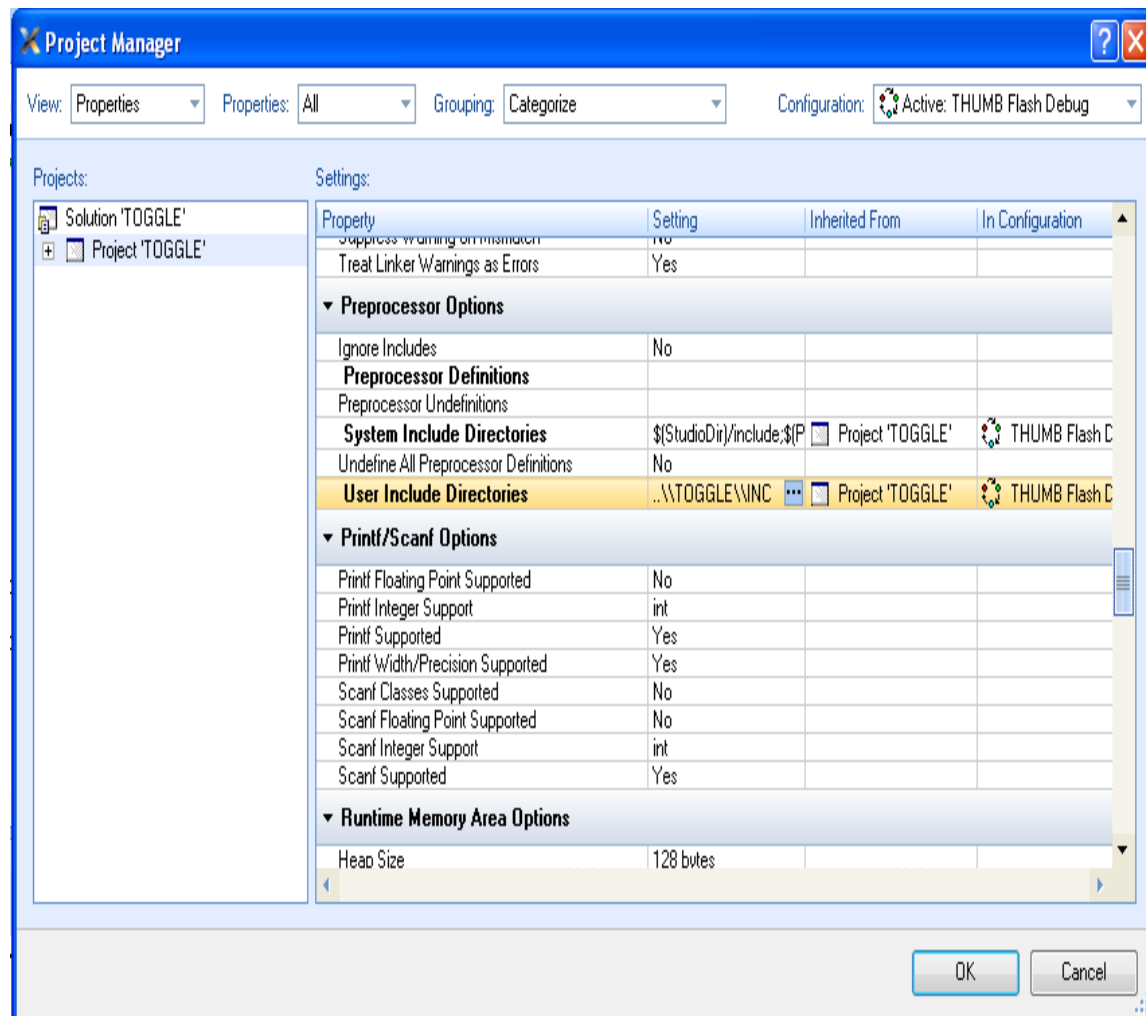 Project Manager
View: Properties Properties: All Grouping: Categorize Configuration: Active: THUMB Flash Debug
Projects:
Solution 'TOGGLE'
Project 'TOGGLE'
Settings:
Property Setting Inherited From In Configuration
Suppress Warning on Mismatch No
Treat Linker Warnings as Errors Yes
Preprocessor Options
Ignore Includes No
Preprocessor Definitions
Preprocessor Undefinitions
System Include Directories $(StudioDir)/include;$(P Project 'TOGGLE' THUMB Flash D
Undefine All Preprocessor Definitions No
User Include Directories ..\\TOGGLE\\INC ... Project 'TOGGLE' THUMB Flash D
Printf/Scanf Options
Printf Floating Point Supported No
Printf Integer Support int
Printf Supported Yes
Printf Width/Precision Supported Yes
Scanf Classes Supported No
Scanf Floating Point Supported No
Scanf Integer Support int
Scanf Supported Yes
Runtime Memory Area Options
Heap Size 128 bytes
OK Cancel